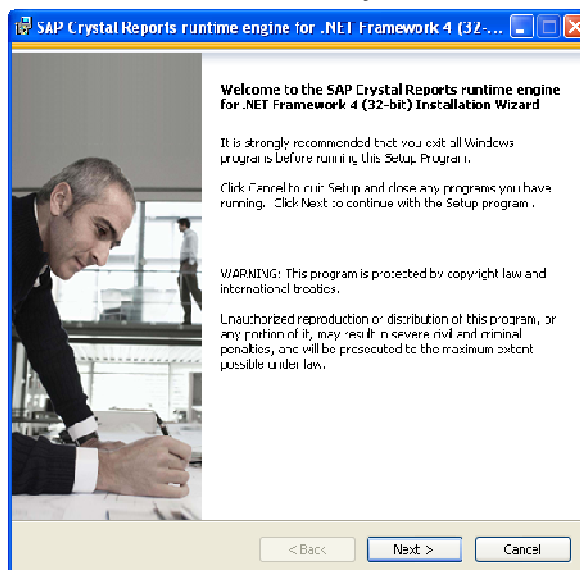 SAP Crystal Reports runtime engine for .NET Framework 4 (32-...
Welcome to the SAP Crystal Reports runtime engine
for .NET Framework 4 (32-bit) Installation Wizard
It is strongly recommended that you exit all Windows
programs before running this Setup Program.
Click Cancel to quit Setup and close any programs you have
running. Click Next to continue with the Setup program.
WARNING: This program is protected by copyright law and
international treaties.
Unauthorized reproduction or distribution of this program, or
any portion of it, may result in severe civil and criminal
penalties, and will be prosecuted to the maximum extent
possible under law.
< Back Next > Cancel